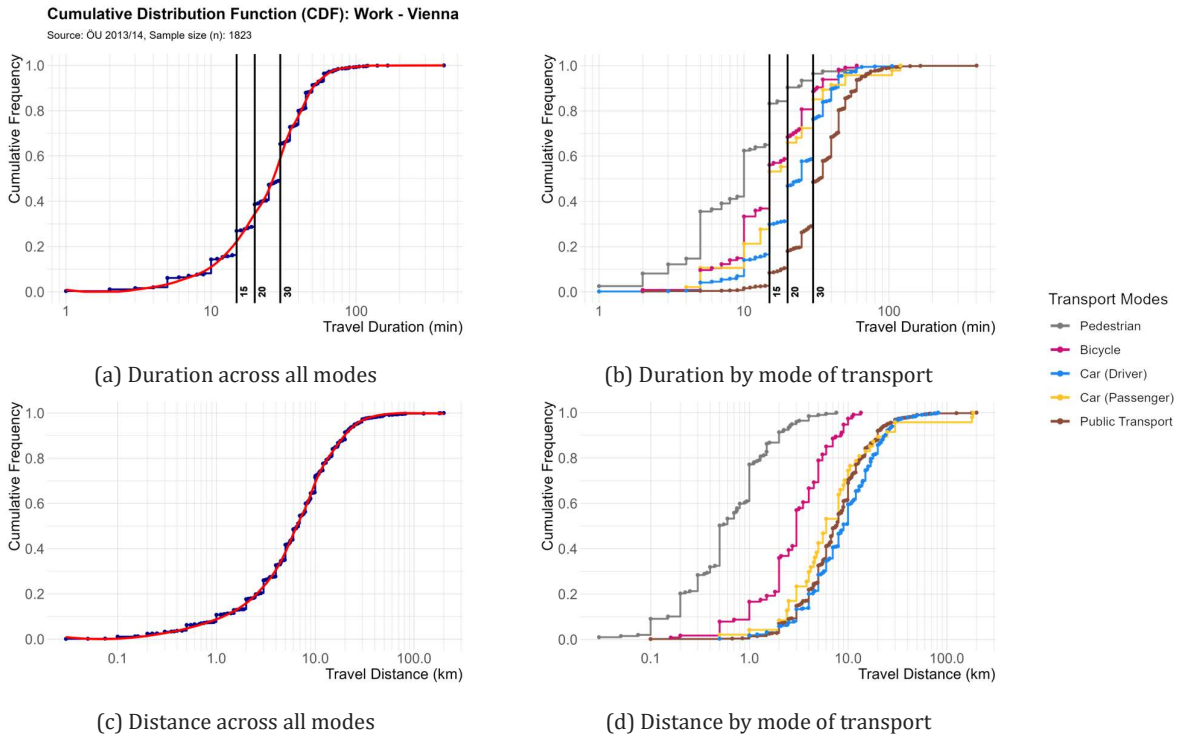 Cumulative Distribution Function (CDF): Work - Vienna
Source: ÖU 2013/14, Sample size (n): 1823
Cumulative Frequency
1.0
0.8
0.6
0.4
0.2
0.0
15
20
30
1
10
100
Travel Duration (min)
(a) Duration across all modes
Cumulative Frequency
1.0
0.8
0.6
0.4
0.2
0.0
15
20
30
1
10
100
Travel Duration (min)
(b) Duration by mode of transport
Transport Modes
Pedestrian
Bicycle
Car (Driver)
Car (Passenger)
Public Transport
Cumulative Frequency
1.0
0.8
0.6
0.4
0.2
0.0
0.1
1.0
10.0
100.0
Travel Distance (km)
(c) Distance across all modes
Cumulative Frequency
1.0
0.8
0.6
0.4
0.2
0.0
0.1
1.0
10.0
100.0
Travel Distance (km)
(d) Distance by mode of transport